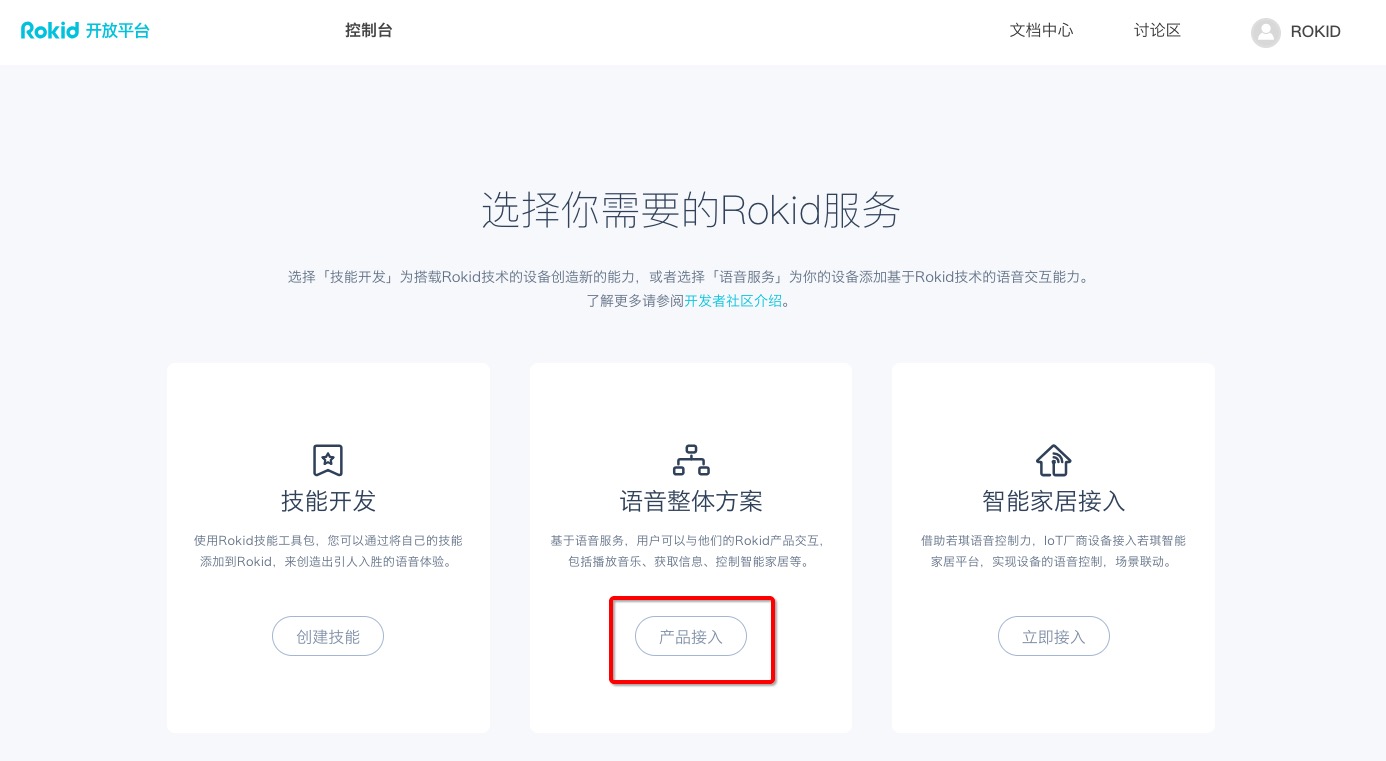 Rokid 开放平台
控制台
文档中心
讨论区
ROKID
选择你需要的Rokid服务
选择「技能开发」为搭载Rokid技术的设备创造新的能力，或者选择「语音服务」为你的设备添加基于Rokid技术的语音交互能力。
了解更多请参阅开发者社区介绍。
技能开发
使用Rokid技能工具包，您可以通过将自己的技能
添加到Rokid，来创造出引人入胜的语音体验。
创建技能
语音整体方案
基于语音服务，用户可以与他们的Rokid产品交互，
包括播放音乐、获取信息、控制智能家居等。
产品接入
智能家居接入
借助若琪语音控制力，IoT厂商设备接入若琪智能
家居平台，实现设备的语音控制，场景联动。
立即接入